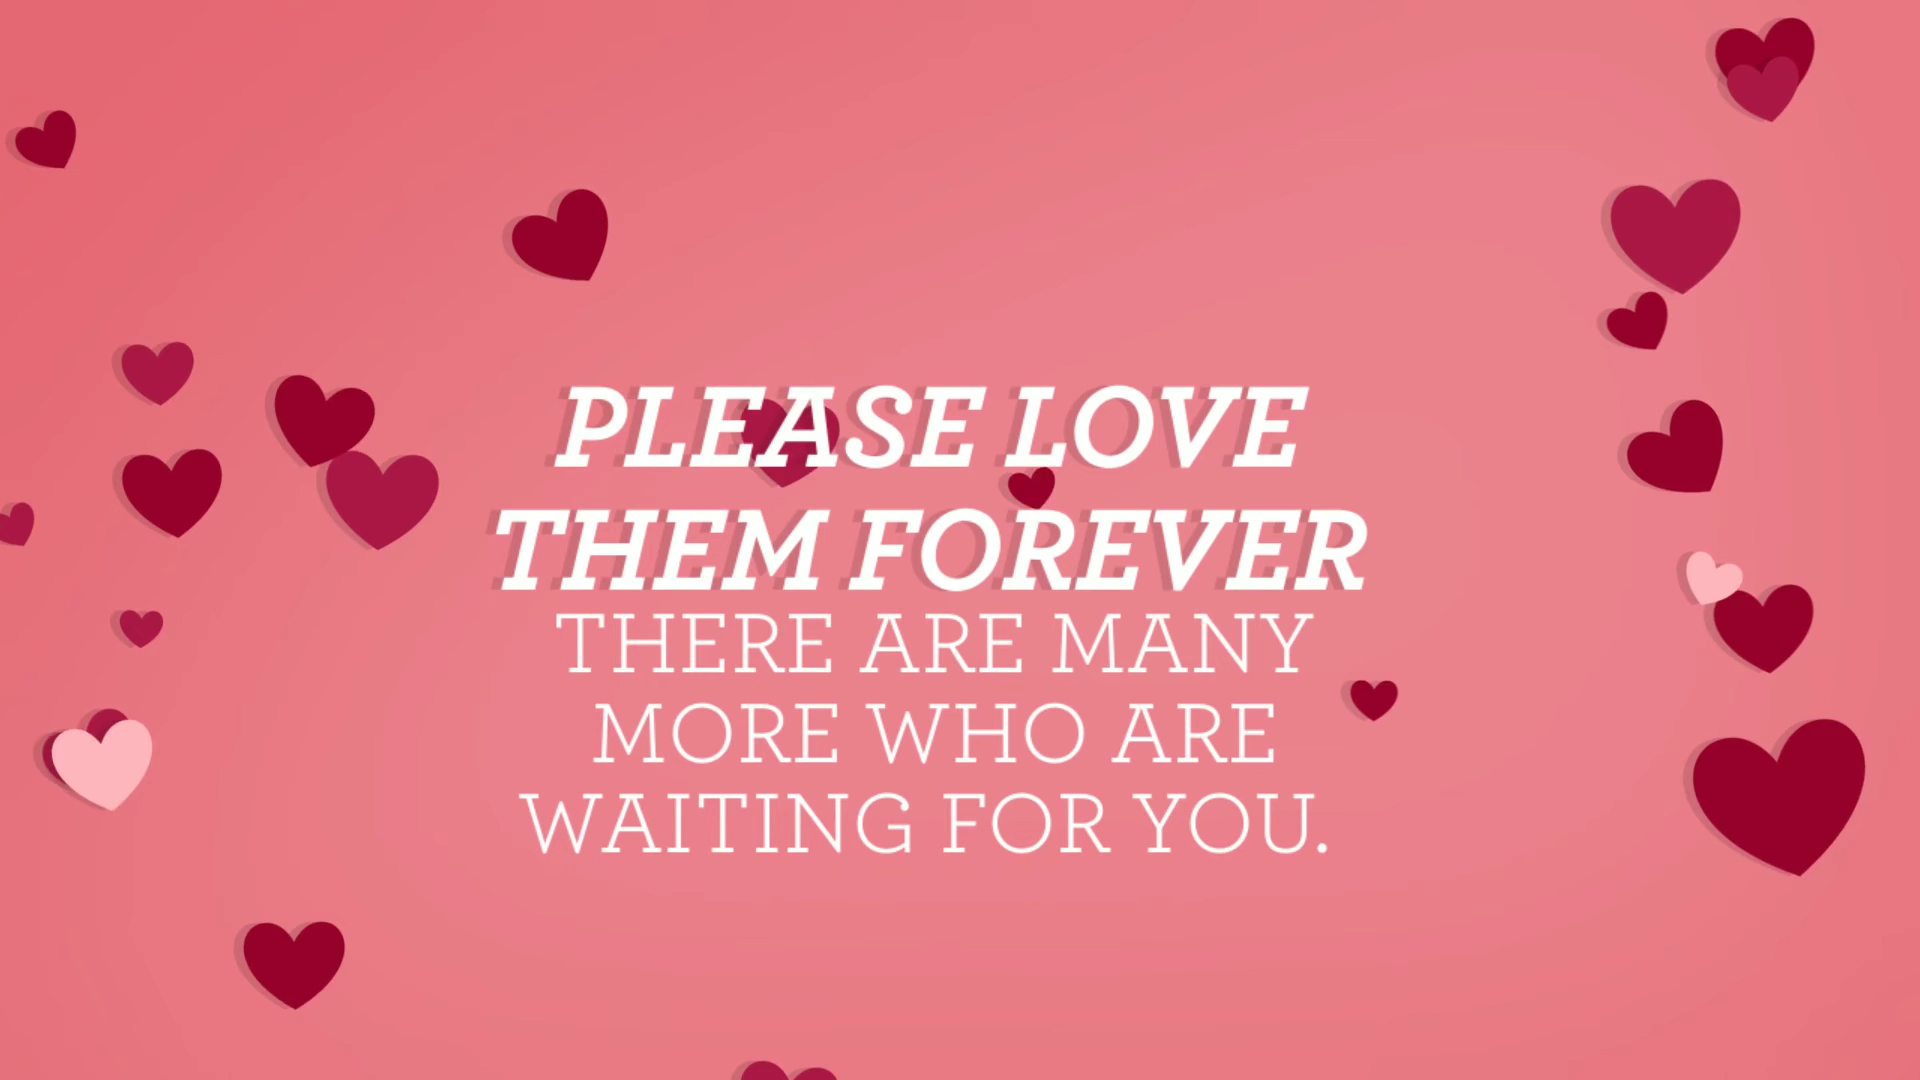 PLEASE LOVE
THEM FOREVER
THERE ARE MANY
MORE WHO ARE
WAITING FOR YOU.